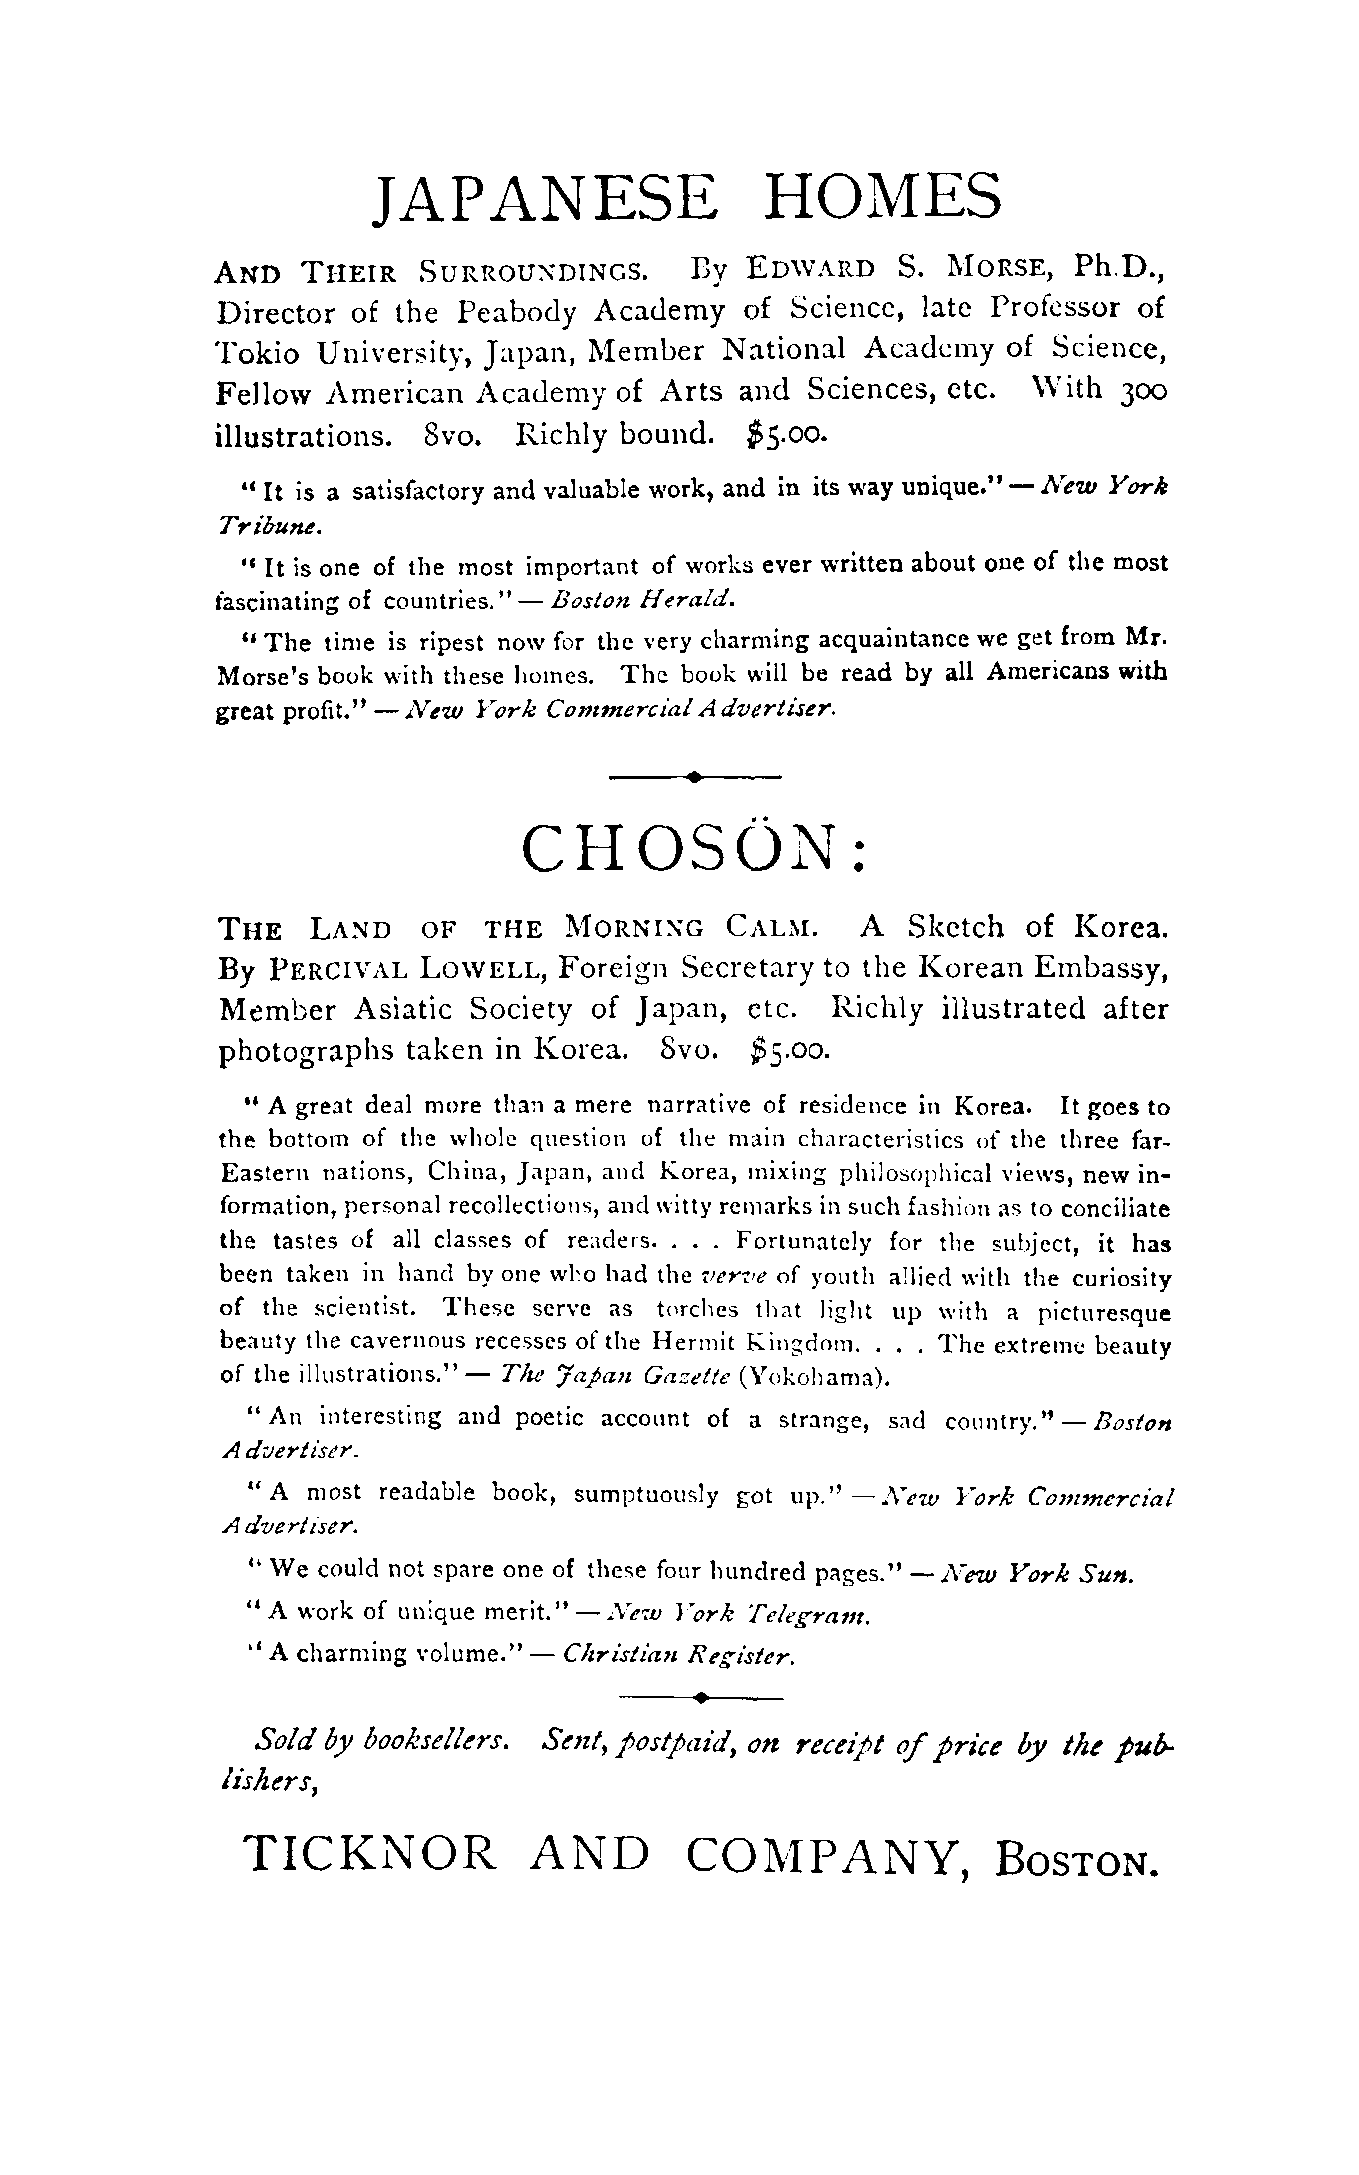 JAPANESE HOMES
AND THEIR SURROUNDINGS. By EDWARD S. MORSE, Ph.D.,
Director of the Peabody Academy of Science, late Professor of
Tokio University, Japan, Member National Academy of Science,
Fellow American Academy of Arts and Sciences, etc. With 300
illustrations. 8vo. Richly bound. $5.00.
"It is a satisfactory and valuable work, and in its way unique." — New York
Tribune.
"It is one of the most important of works ever written about one of the most
fascinating of countries." — Boston Herald.
"The time is ripest now for the very charming acquaintance we get from Mr.
Morse's book with these homes. The book will be read by all Americans with
great profit." — New York Commercial Advertiser.
CHOSÖN:
THE LAND OF THE MORNING CALM. A Sketch of Korea.
By PERCIVAL LOWELL, Foreign Secretary to the Korean Embassy,
Member Asiatic Society of Japan, etc. Richly illustrated after
photographs taken in Korea. 8vo. $5.00.
"A great deal more than a mere narrative of residence in Korea. It goes to
the bottom of the whole question of the main characteristics of the three far-
Eastern nations, China, Japan, and Korea, mixing philosophical views, new in-
formation, personal recollections, and witty remarks in such fashion as to conciliate
the tastes of all classes of readers. . . . Fortunately for the subject, it has
been taken in hand by one who had the verve of youth allied with the curiosity
of the scientist. These serve as torches that light up with a picturesque
beauty the cavernous recesses of the Hermit Kingdom. . . . The extreme beauty
of the illustrations." — The Japan Gazette (Yokohama).
"An interesting and poetic account of a strange, sad country." — Boston
Advertiser.
"A most readable book, sumptuously got up." — New York Commercial
Advertiser.
"We could not spare one of these four hundred pages." — New York Sun.
"A work of unique merit." — New York Telegram.
"A charming volume." — Christian Register.
Sold by booksellers. Sent, postpaid, on receipt of price by the pub-
lishers,
TICKNOR AND COMPANY, BOSTON.